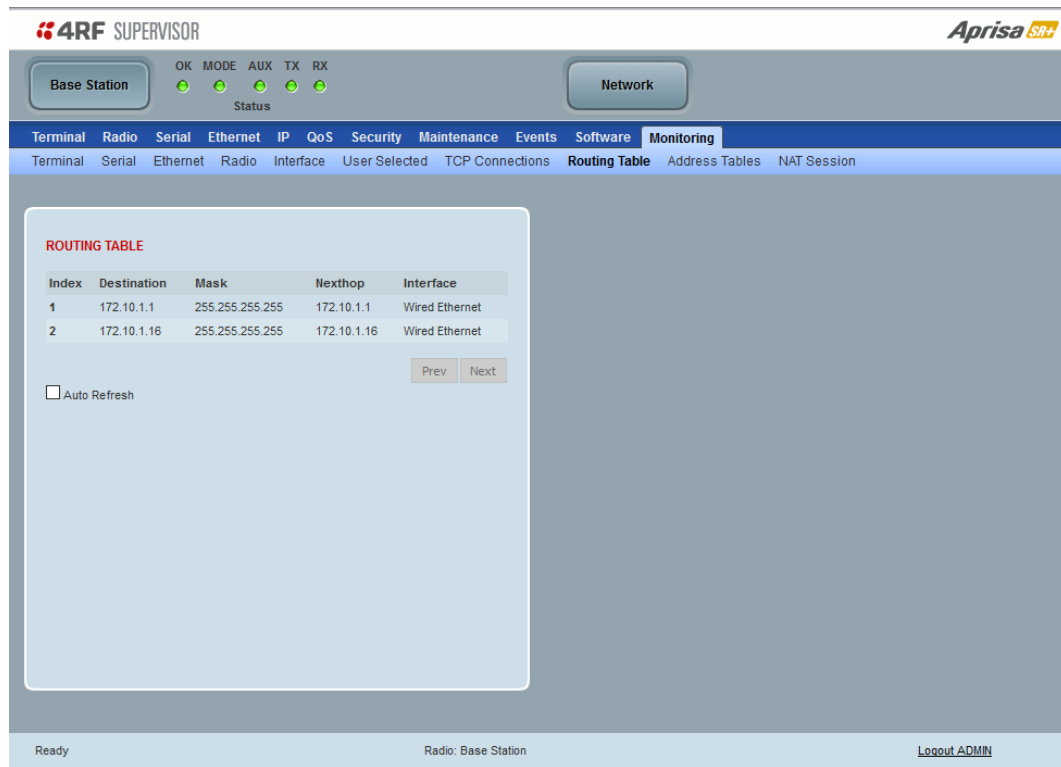 4RF SUPERVISOR
Aprisa SR+
Base Station
OK MODE AUX TX RX
Status
Network
Terminal Radio Serial Ethernet IP QoS Security Maintenance Events Software Monitoring
Terminal Serial Ethernet Radio Interface User Selected TCP Connections Routing Table Address Tables NAT Session
ROUTING TABLE
Index Destination Mask Nexthop Interface
1 172.10.1.1 255.255.255.255 172.10.1.1 Wired Ethernet
2 172.10.1.16 255.255.255.255 172.10.1.16 Wired Ethernet
Prev Next
Auto Refresh
Ready Radio: Base Station Logout ADMIN